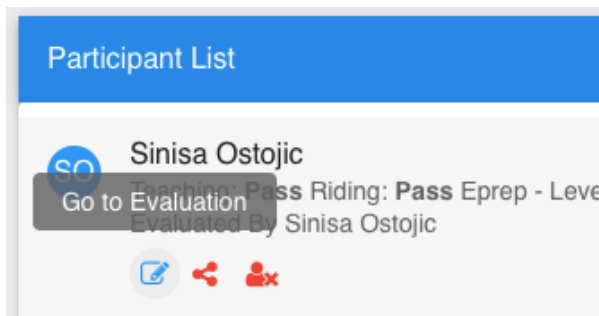 Participant List
SO
Sinisa Ostojic
Teaching: Pass Riding: Pass Eprep - Leve
Go to Evaluation
Evaluated By Sinisa Ostojic